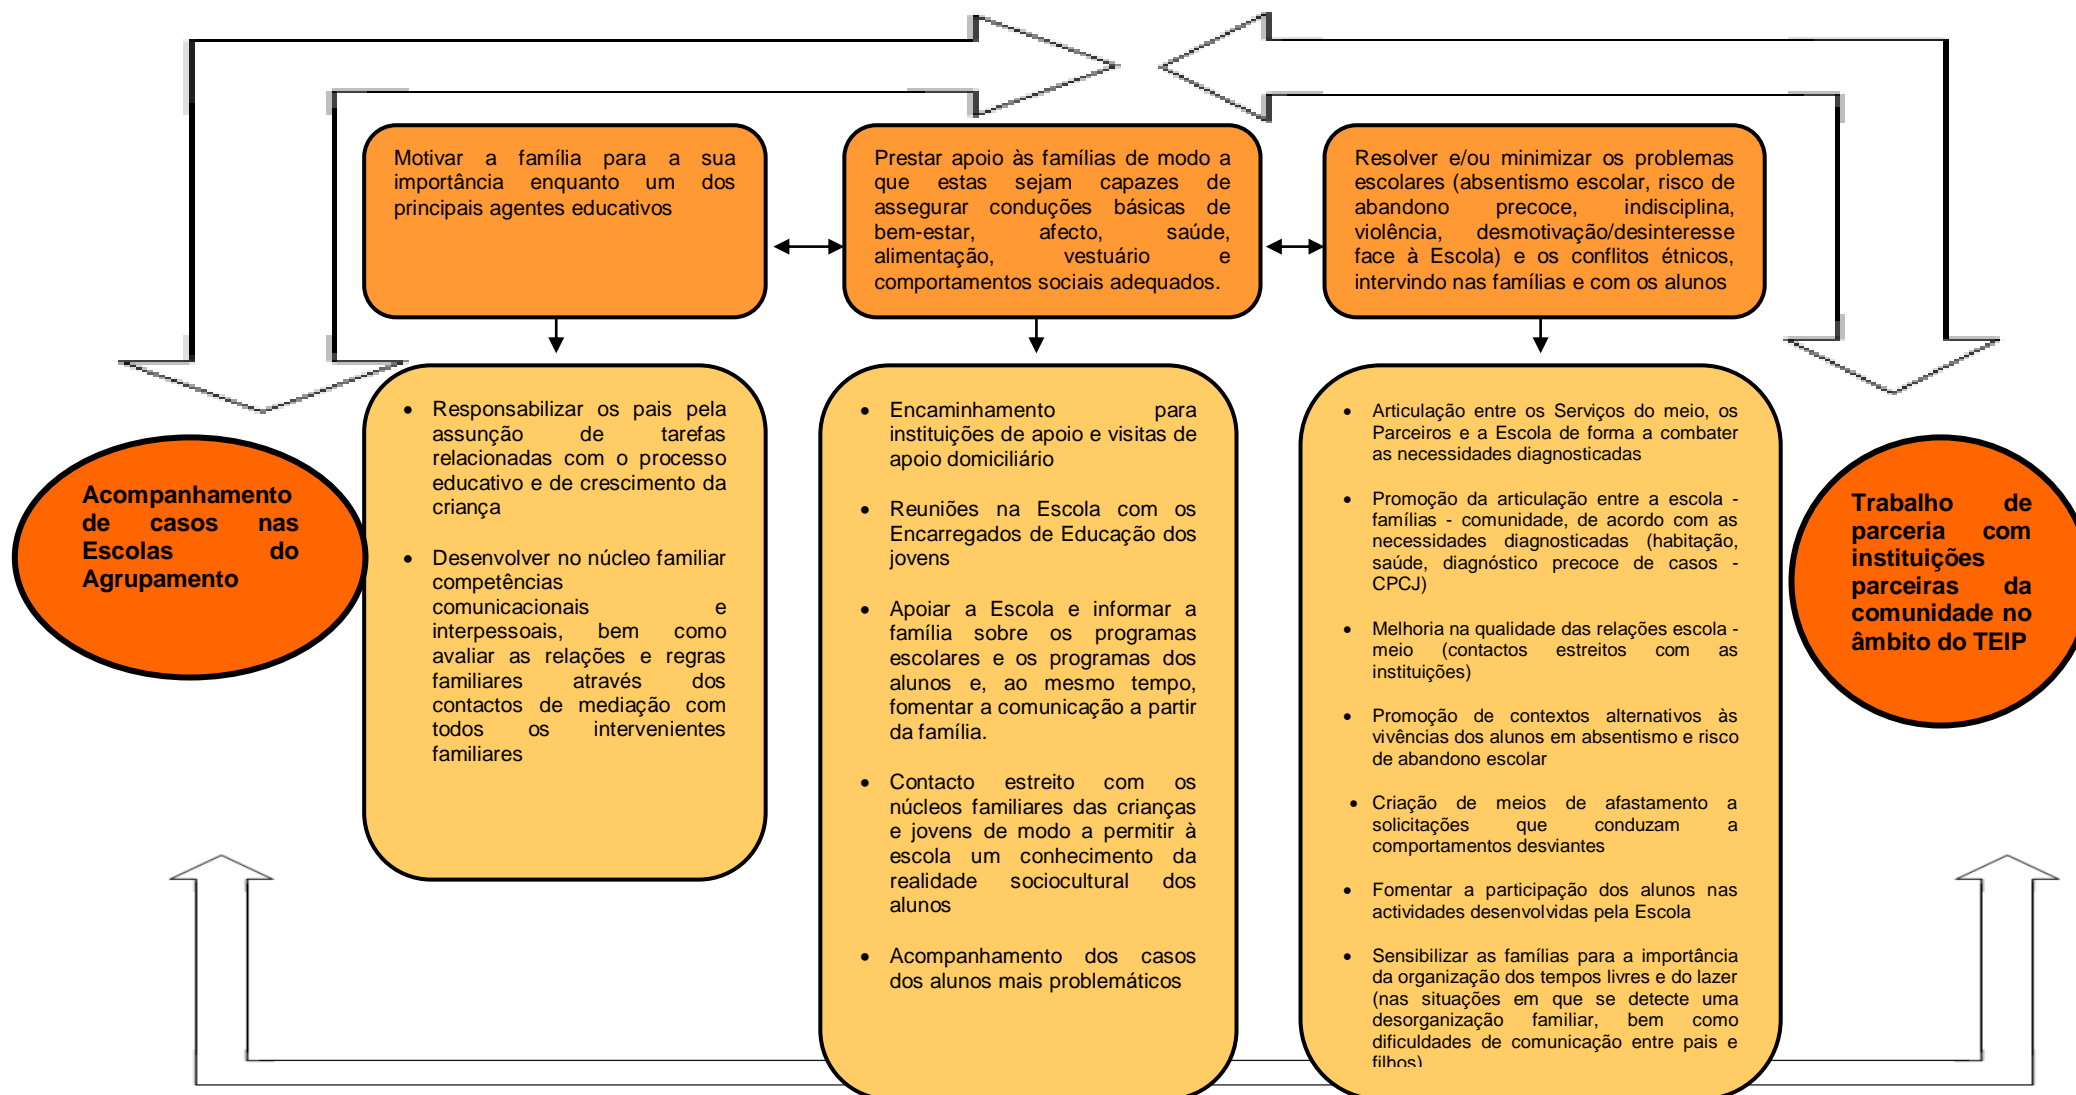 Motivar a família para a sua
importância enquanto um dos
principais agentes educativos
Prestar apoio às famílias de modo a
que estas sejam capazes de
assegurar conduções básicas de
bem-estar, afecto, saúde,
alimentação, vestuário e
comportamentos sociais adequados.
Resolver e/ou minimizar os problemas
escolares (absentismo escolar, risco de
abandono precoce, indisciplina,
violência, desmotivação/desinteresse
face à Escola) e os conflitos étnicos,
intervindo nas famílias e com os alunos
Acompanhamento
de casos nas
Escolas do
Agrupamento
• Responsabilizar os pais pela
assunção de tarefas
relacionadas com o processo
educativo e de crescimento da
criança
• Desenvolver no núcleo familiar
competências
comunicacionais e
interpessoais, bem como
avaliar as relações e regras
familiares através dos
contactos de mediação com
todos os intervenientes
familiares
• Encaminhamento para
instituições de apoio e visitas de
apoio domiciliário
• Reuniões na Escola com os
Encarregados de Educação dos
jovens
• Apoiar a Escola e informar a
família sobre os programas
escolares e os programas dos
alunos e, ao mesmo tempo,
fomentar a comunicação a partir
da família.
• Contacto estreito com os
núcleos familiares das crianças
e jovens de modo a permitir à
escola um conhecimento da
realidade sociocultural dos
alunos
• Acompanhamento dos casos
dos alunos mais problemáticos
• Articulação entre os Serviços do meio, os
Parceiros e a Escola de forma a combater
as necessidades diagnosticadas
• Promoção da articulação entre a escola -
famílias - comunidade, de acordo com as
necessidades diagnosticadas (habitação,
saúde, diagnóstico precoce de casos -
CPCJ)
• Melhoria na qualidade das relações escola -
meio (contactos estreitos com as
instituições)
• Promoção de contextos alternativos às
vivências dos alunos em absentismo e risco
de abandono escolar
• Criação de meios de afastamento a
solicitações que conduzam a
comportamentos desviantes
• Fomentar a participação dos alunos nas
actividades desenvolvidas pela Escola
• Sensibilizar as famílias para a importância
da organização dos tempos livres e do lazer
(nas situações em que se detecte uma
desorganização familiar, bem como
dificuldades de comunicação entre pais e
filhos)
Trabalho de
parceria com
instituições
parceiras da
comunidade no
âmbito do TEIP